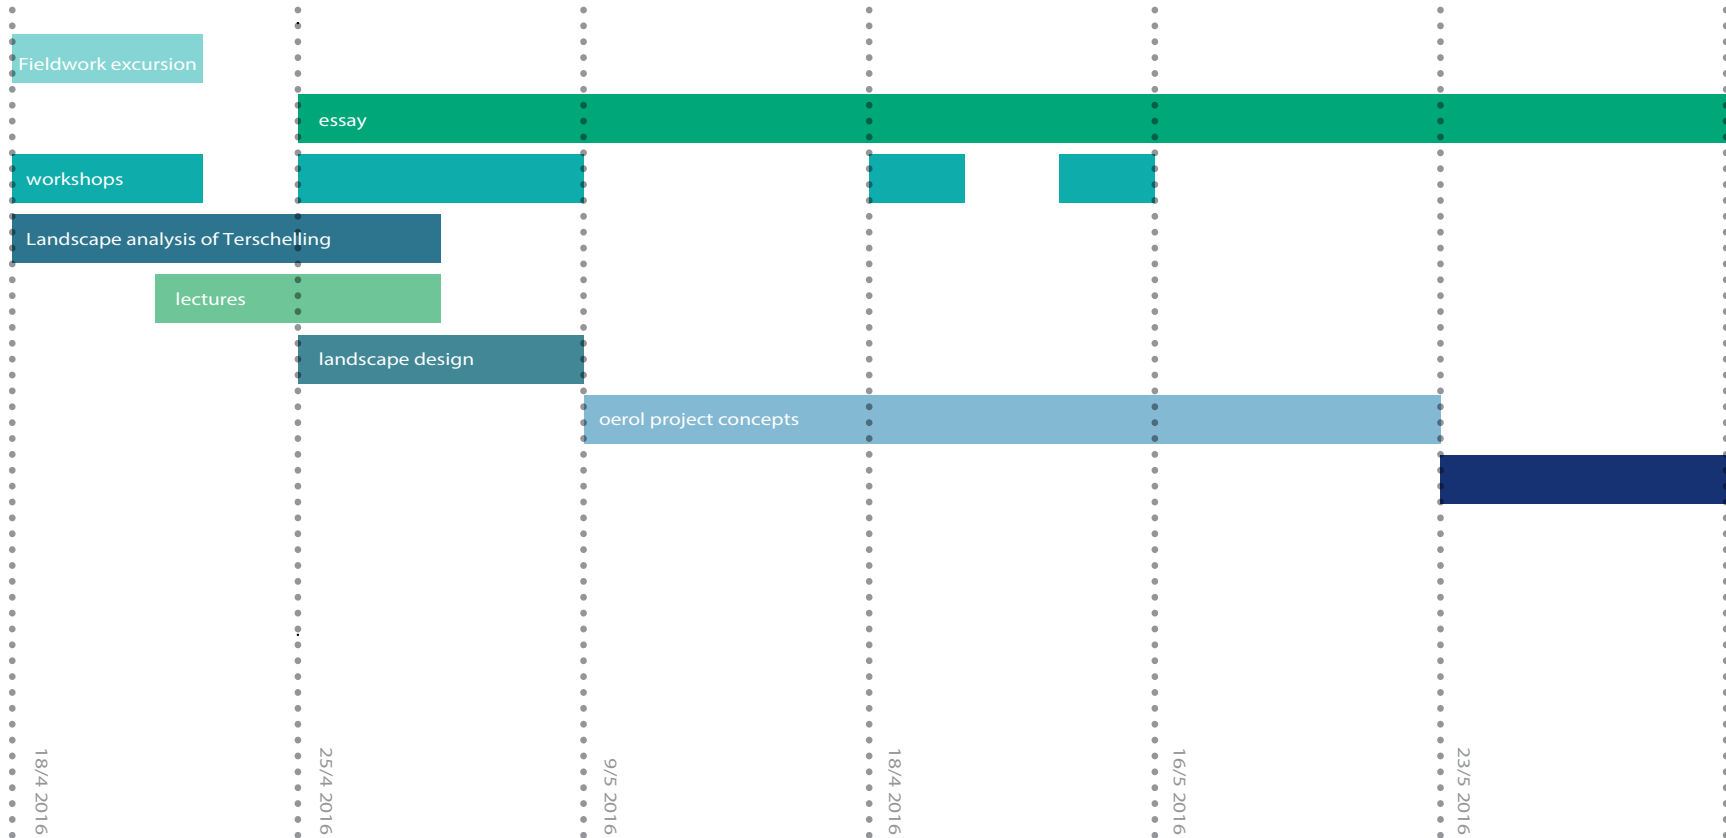 Fieldwork excursion
essay
workshops
Landscape analysis of Terschelling
lectures
landscape design
oerol project concepts
18/4 2016
25/4 2016
9/5 2016
18/4 2016
16/5 2016
23/5 2016